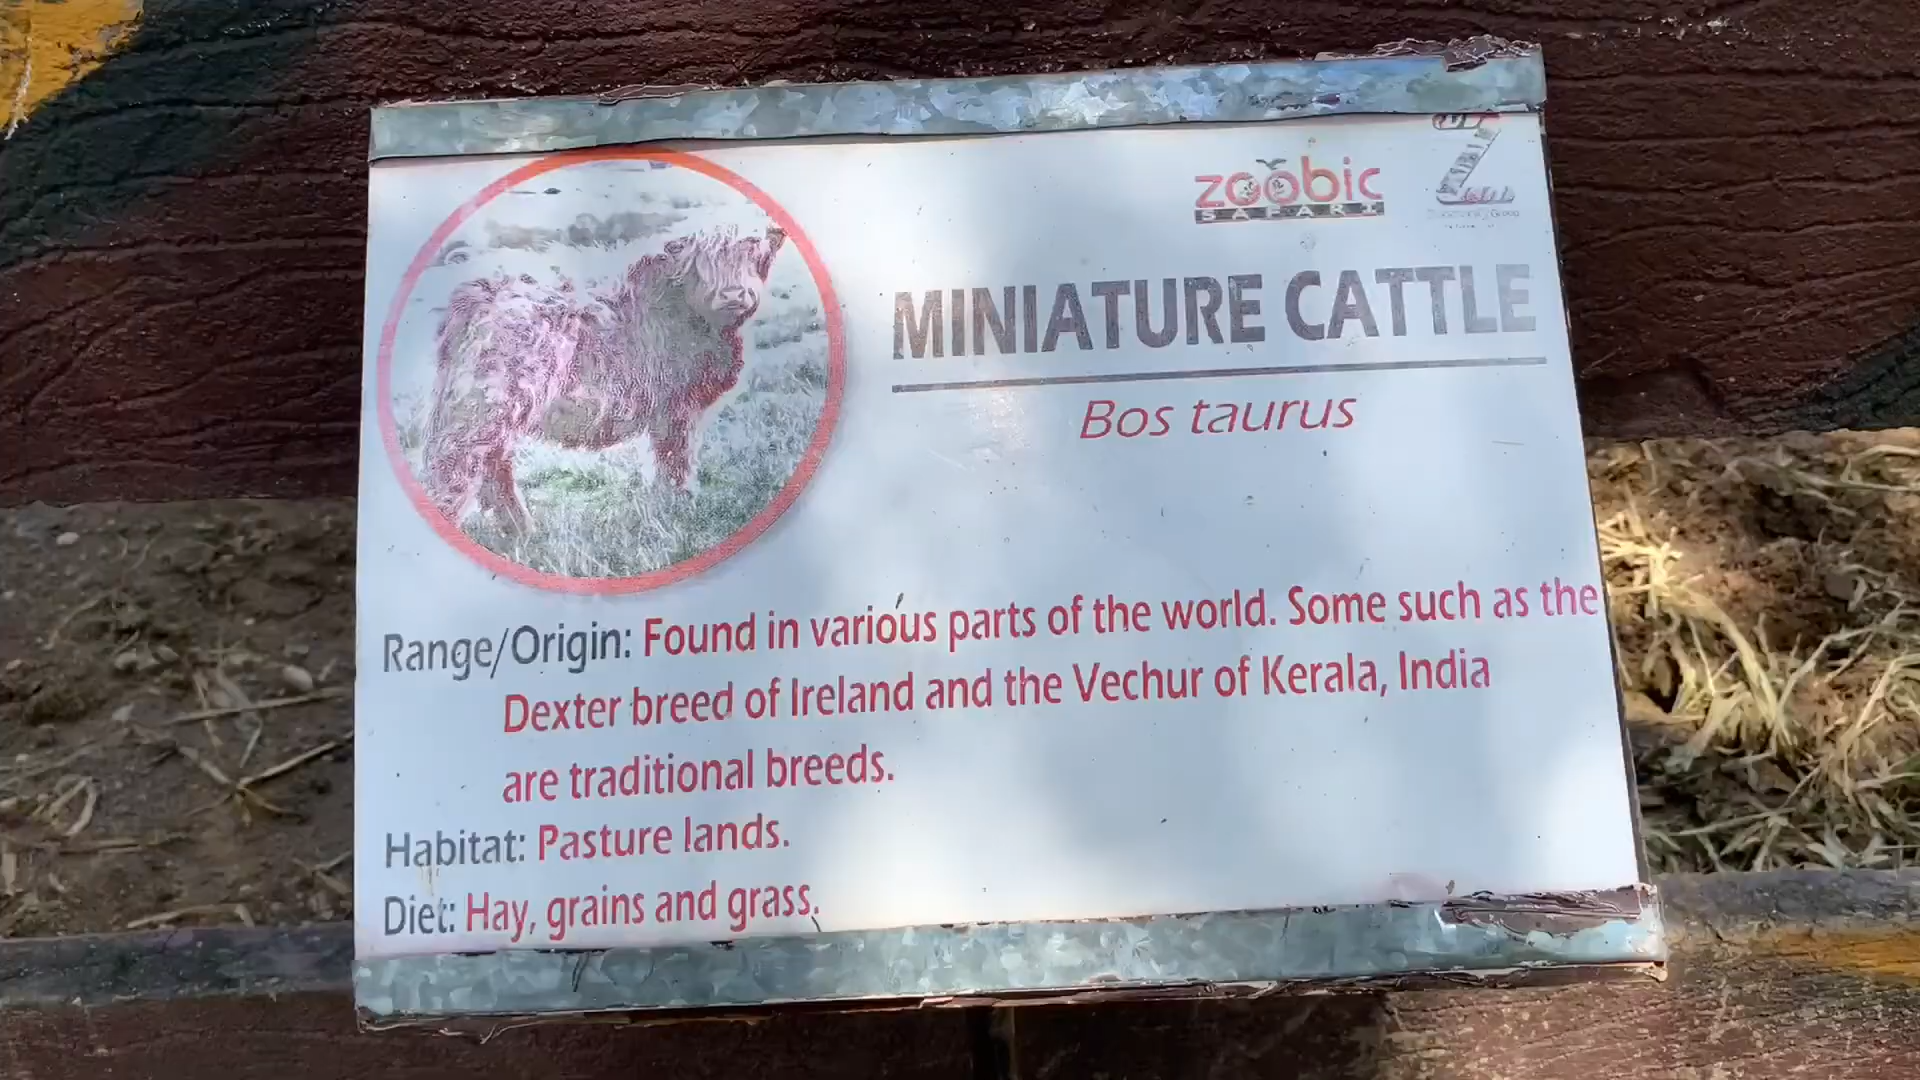 zoobic
SAFARI
MINIATURE CATTLE
Bos taurus
Range/Origin: Found in various parts of the world. Some such as the
Dexter breed of Ireland and the Vechur of Kerala, India
are traditional breeds.
Habitat: Pasture lands.
Diet: Hay, grains and grass.